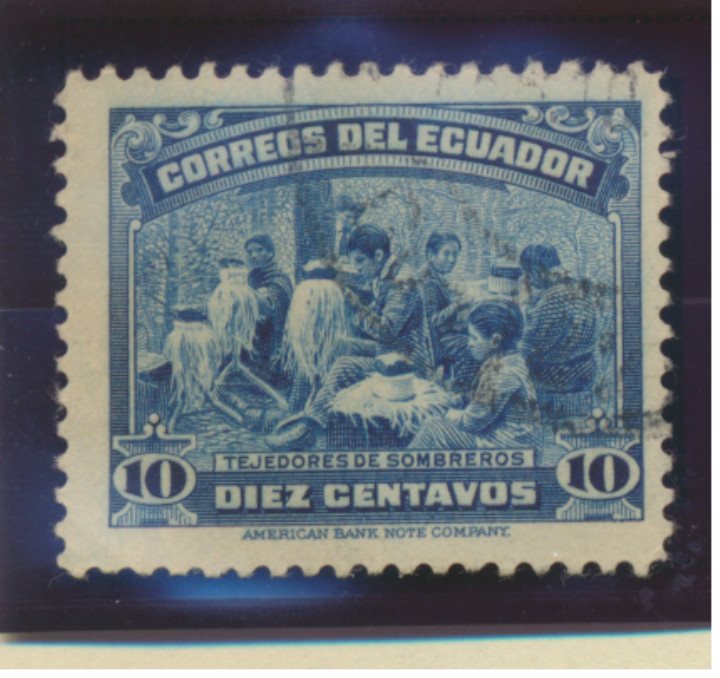 CORREOS DEL ECUADOR
TEJEDORES DE SOMBREROS
10 10
DIEZ CENTAVOS
AMERICAN BANK NOTE COMPANY.